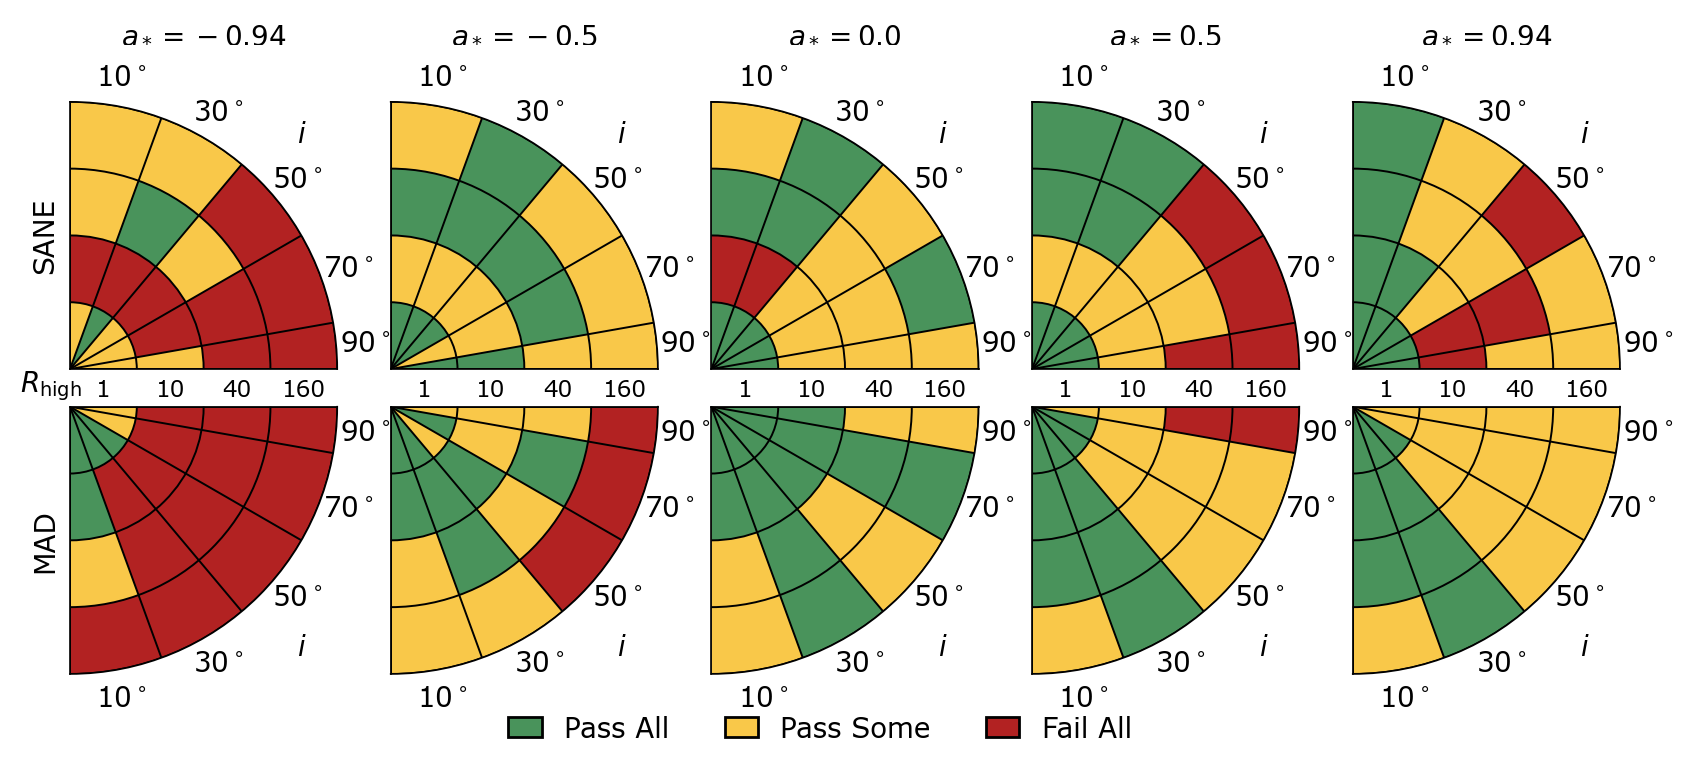 a* = −0.94 a* = −0.5 a* = 0.0 a* = 0.5 a* = 0.94
10° 10° 10° 10° 10°
30° 30° 30° 30° 30°
i i i i i
50° 50° 50° 50° 50°
SANE
70° 70° 70° 70° 70°
90° 90° 90° 90° 90°
R_high 1 10 40 160 1 10 40 160 1 10 40 160 1 10 40 160 1 10 40 160
90° 90° 90° 90° 90°
70° 70° 70° 70° 70°
MAD
50° 50° 50° 50° 50°
i i i i i
30° 30° 30° 30° 30°
10° 10° 10° 10° 10°
Pass All Pass Some Fail All